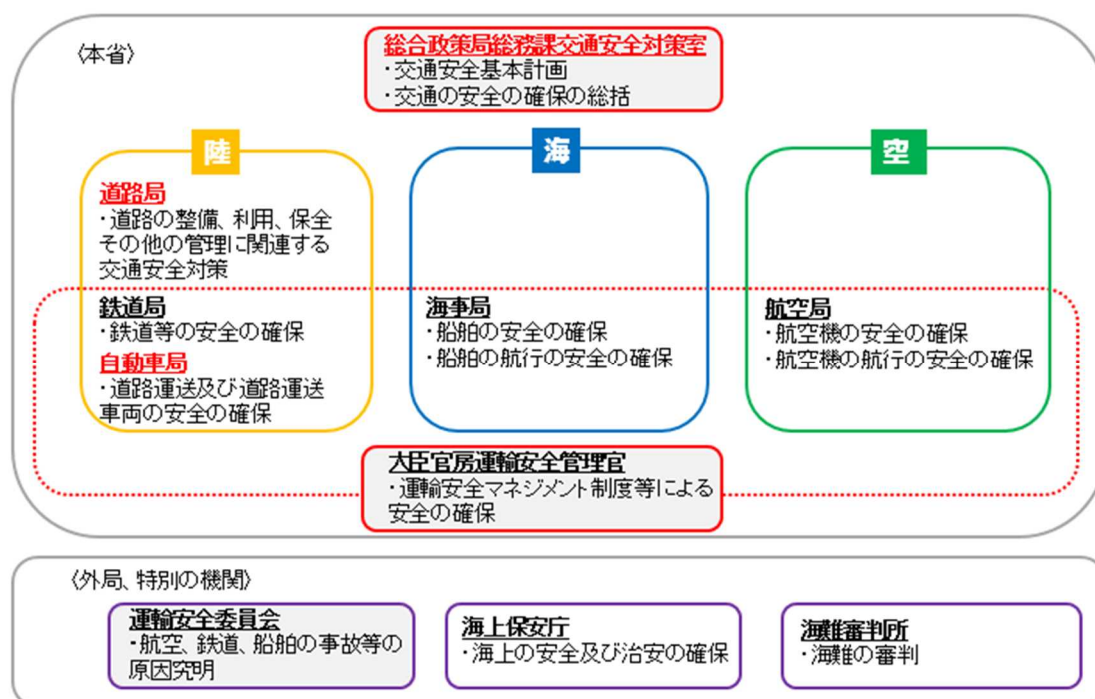 〈本省〉
総合政策局総務課交通安全対策室
・交通安全基本計画
・交通の安全の確保の総括
陸
道路局
・道路の整備、利用、保全
その他の管理に関連する
交通安全対策
鉄道局
・鉄道等の安全の確保
自動車局
・道路運送及び道路運送
車両の安全の確保
海
海事局
・船舶の安全の確保
・船舶の航行の安全の確保
空
航空局
・航空機の安全の確保
・航空機の航行の安全の確保
大臣官房運輸安全管理官
・運輸安全マネジメント制度等による
安全の確保
〈外局、特別の機関〉
運輸安全委員会
・航空、鉄道、船舶の事故等の
原因究明
海上保安庁
・海上の安全及び治安の確保
海難審判所
・海難の審判